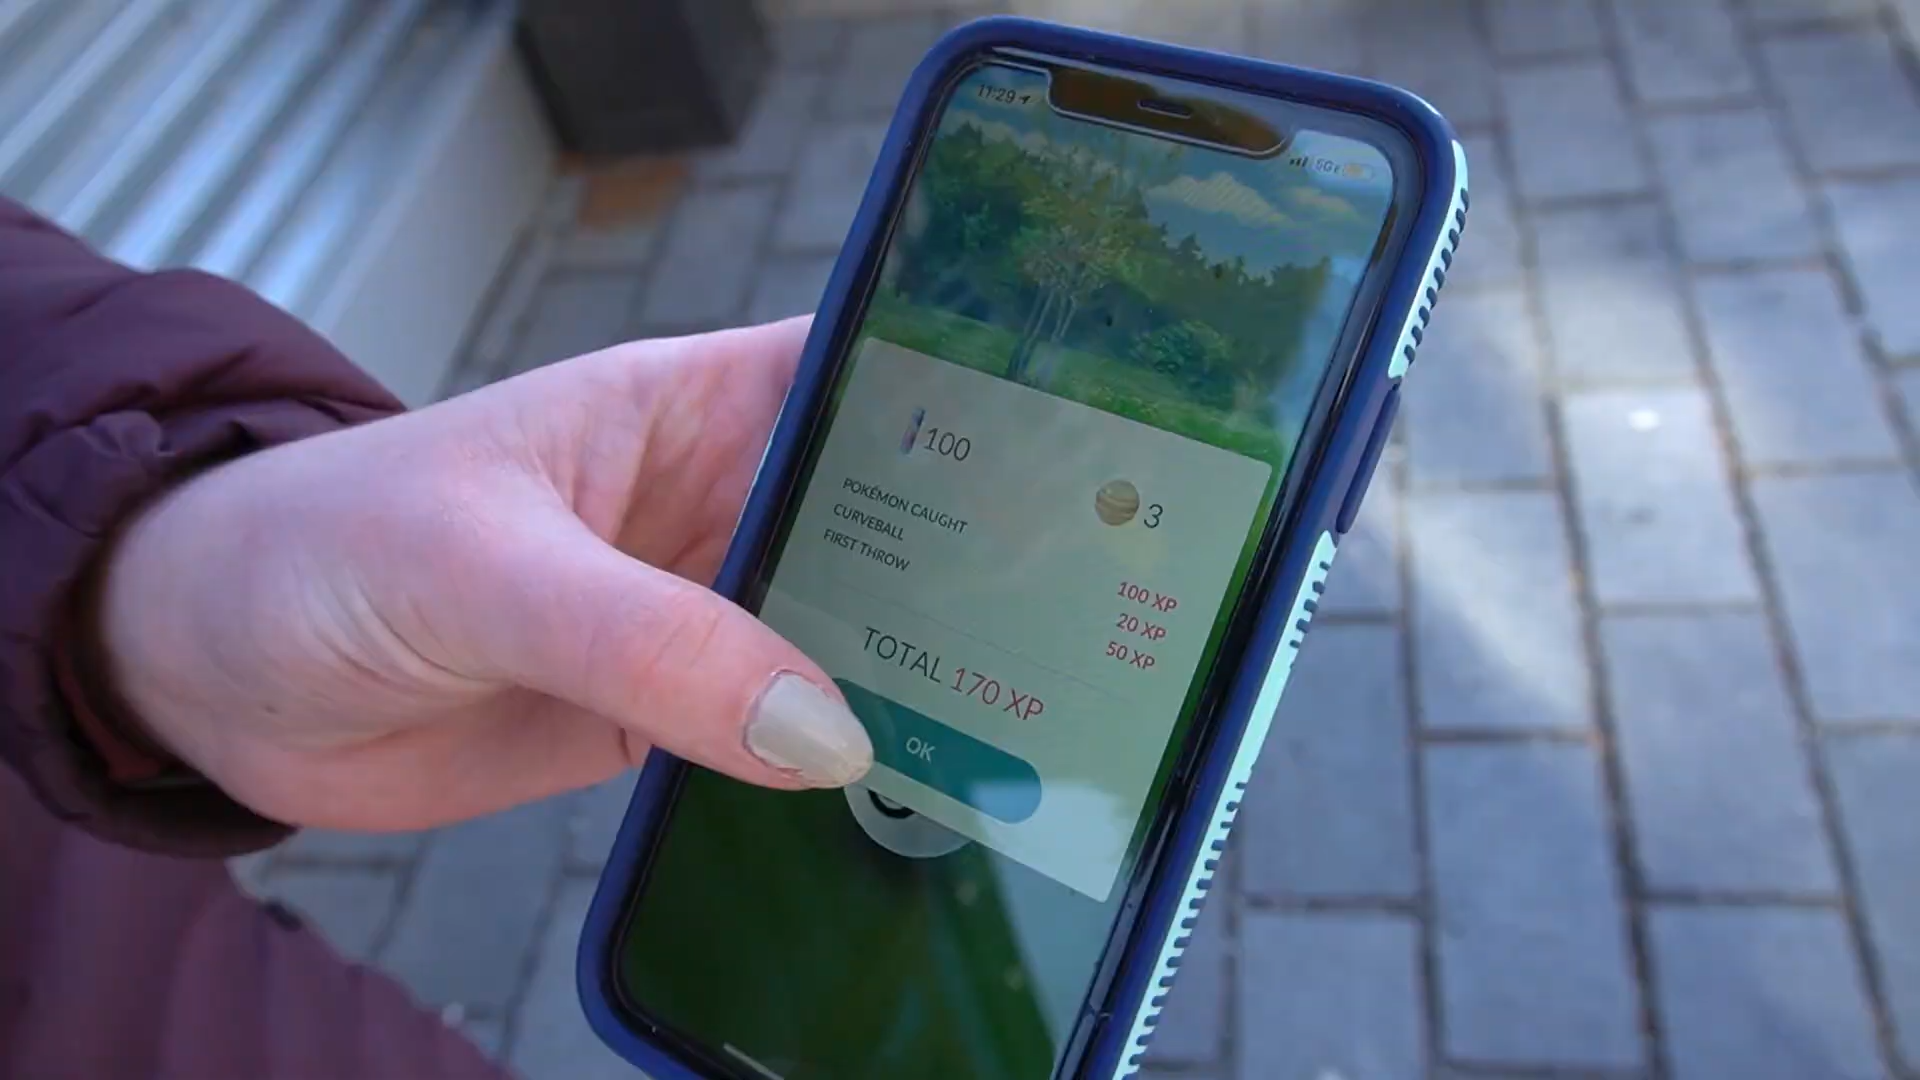 11:29
5GE
100
3
POKÉMON CAUGHT 100 XP
CURVEBALL 20 XP
FIRST THROW 50 XP
TOTAL 170 XP
OK